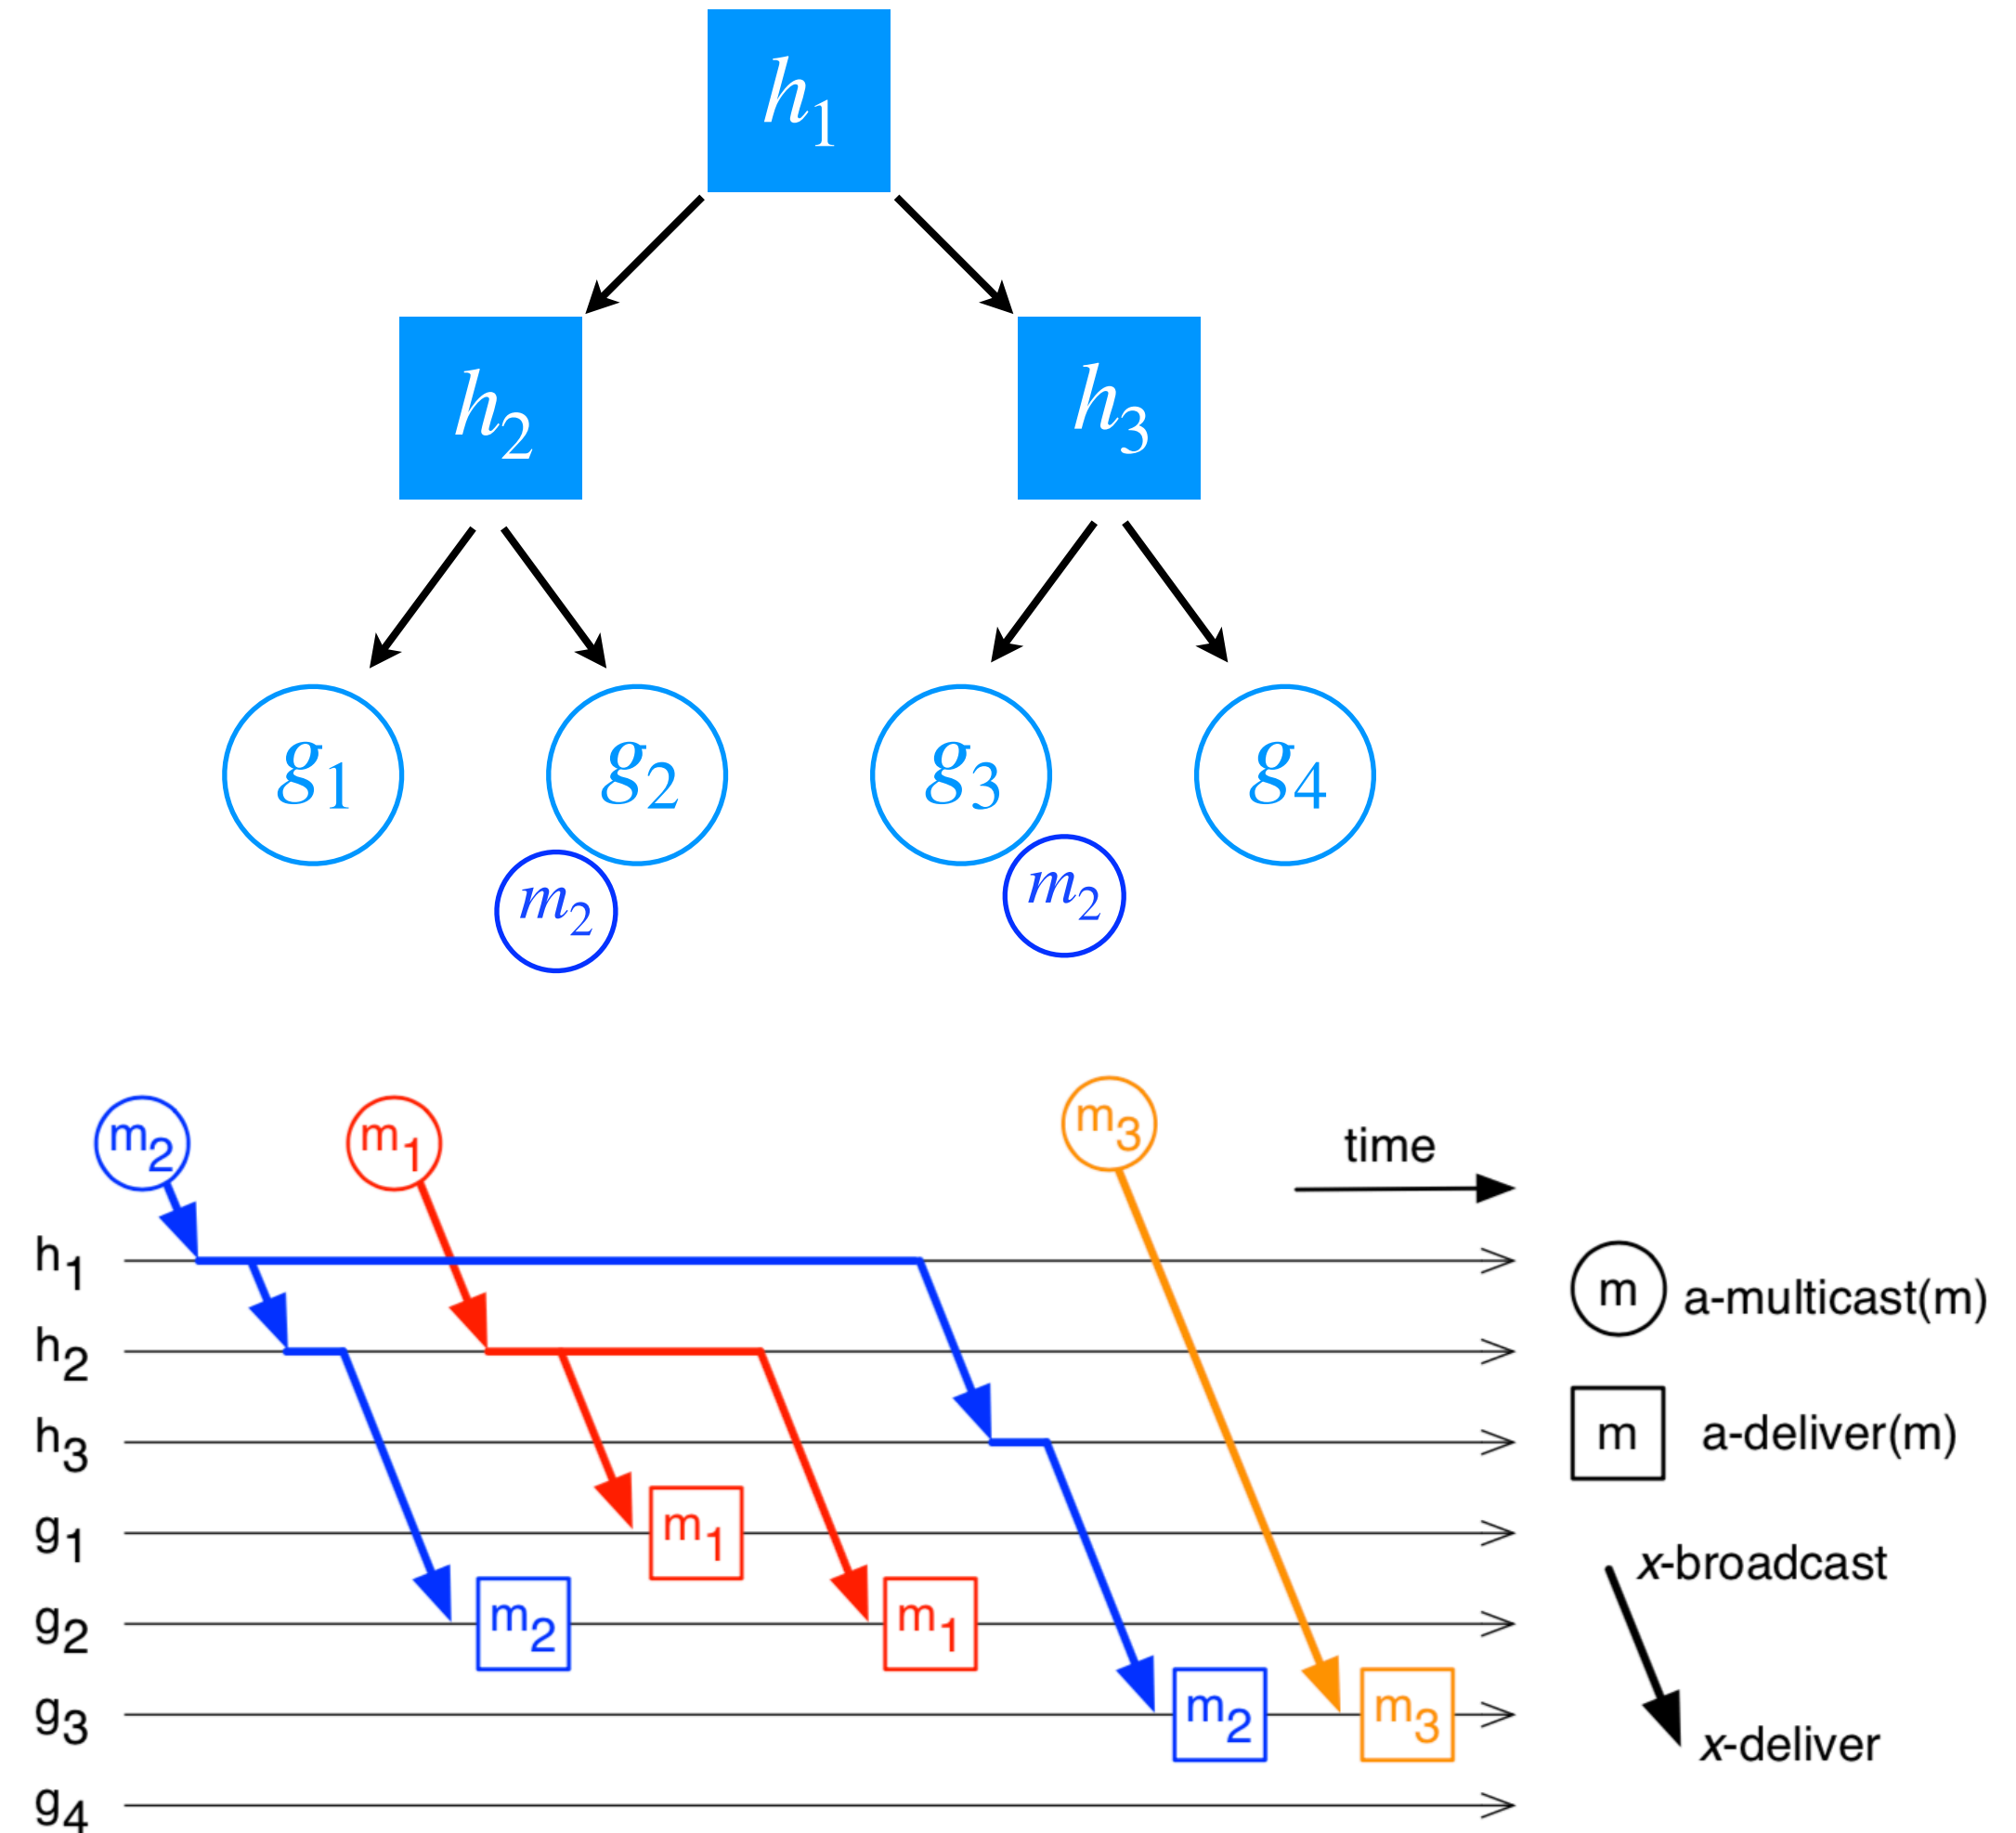 h1
h2
h3
g1
g2
g3
g4
m2
m2
m2
m1
m3
time
h1
m
a-multicast(m)
h2
h3
m
a-deliver(m)
g1
m1
x-broadcast
g2
m2
m1
g3
m2
m3
x-deliver
g4